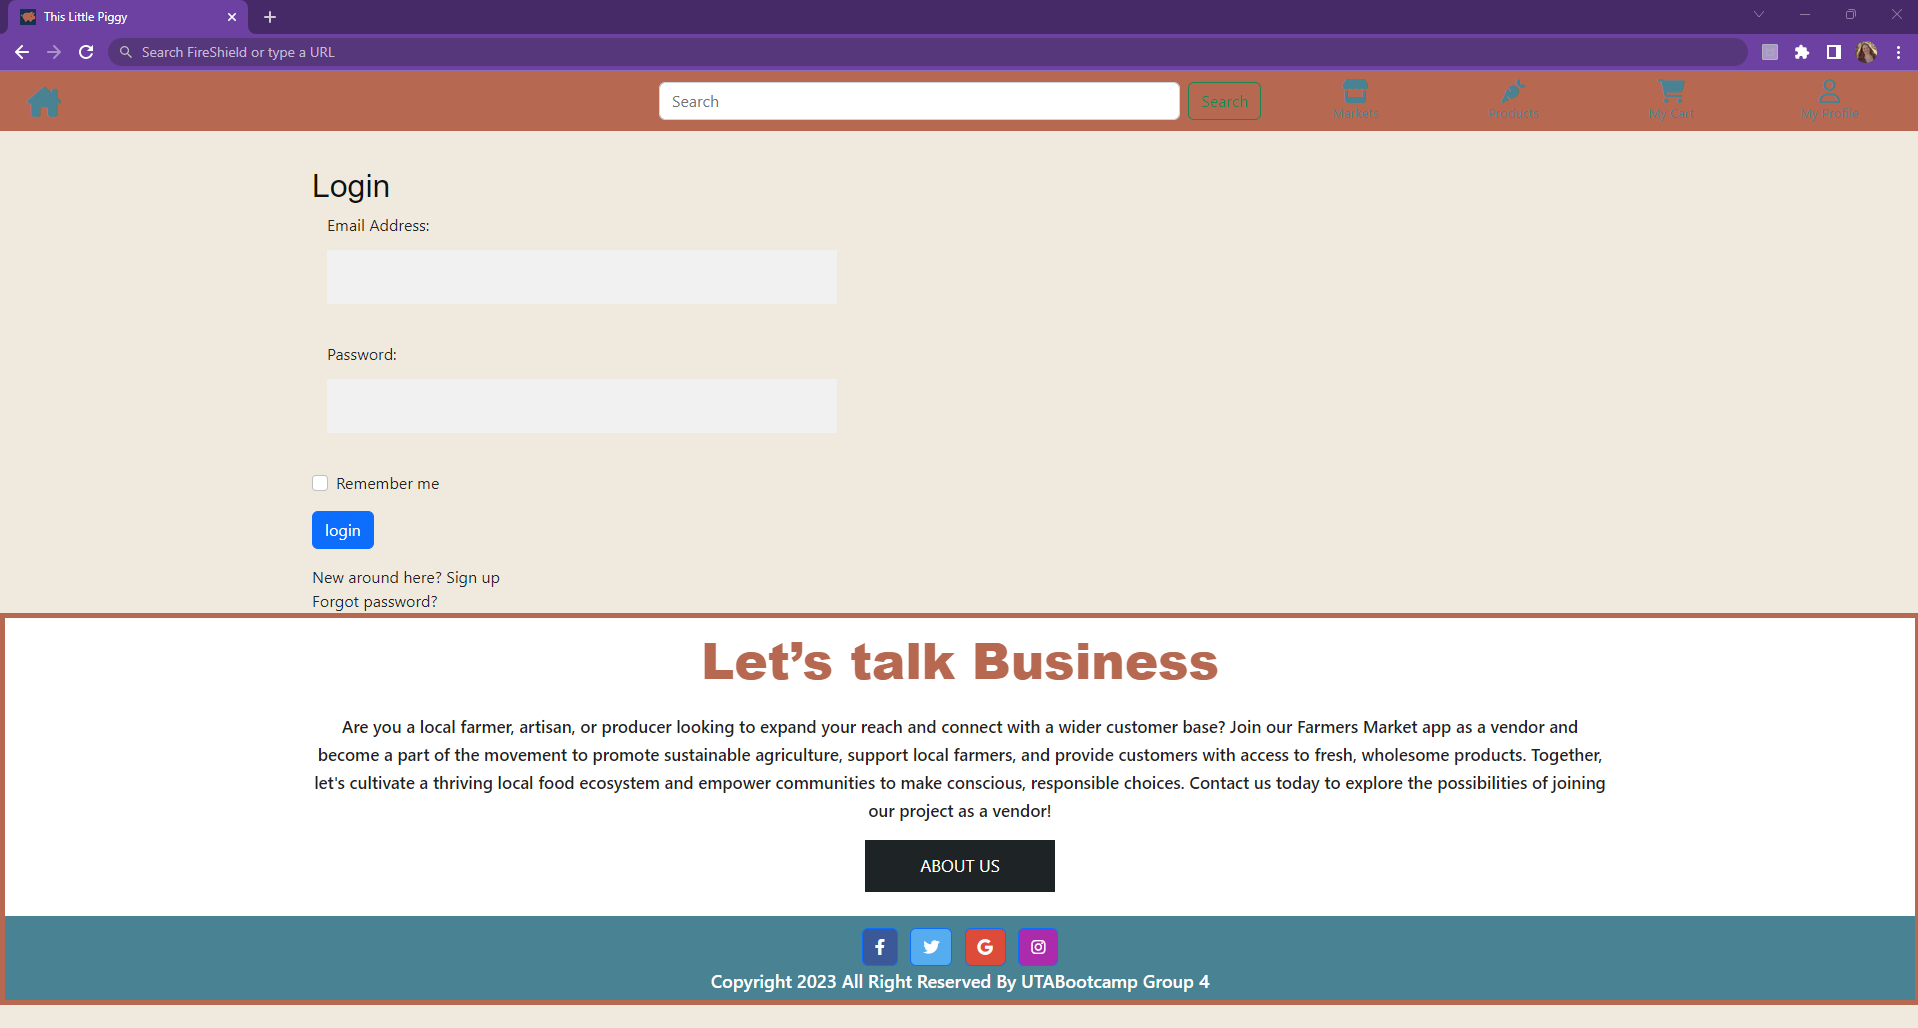 This Little Piggy
Search FireShield or type a URL
Search
Search
Markets
Products
My Cart
My Profile
Login
Email Address:
Password:
Remember me
login
New around here? Sign up
Forgot password?
Let’s talk Business
Are you a local farmer, artisan, or producer looking to expand your reach and connect with a wider customer base? Join our Farmers Market app as a vendor and
become a part of the movement to promote sustainable agriculture, support local farmers, and provide customers with access to fresh, wholesome products. Together,
let's cultivate a thriving local food ecosystem and empower communities to make conscious, responsible choices. Contact us today to explore the possibilities of joining
our project as a vendor!
ABOUT US
Copyright 2023 All Right Reserved By UTABootcamp Group 4